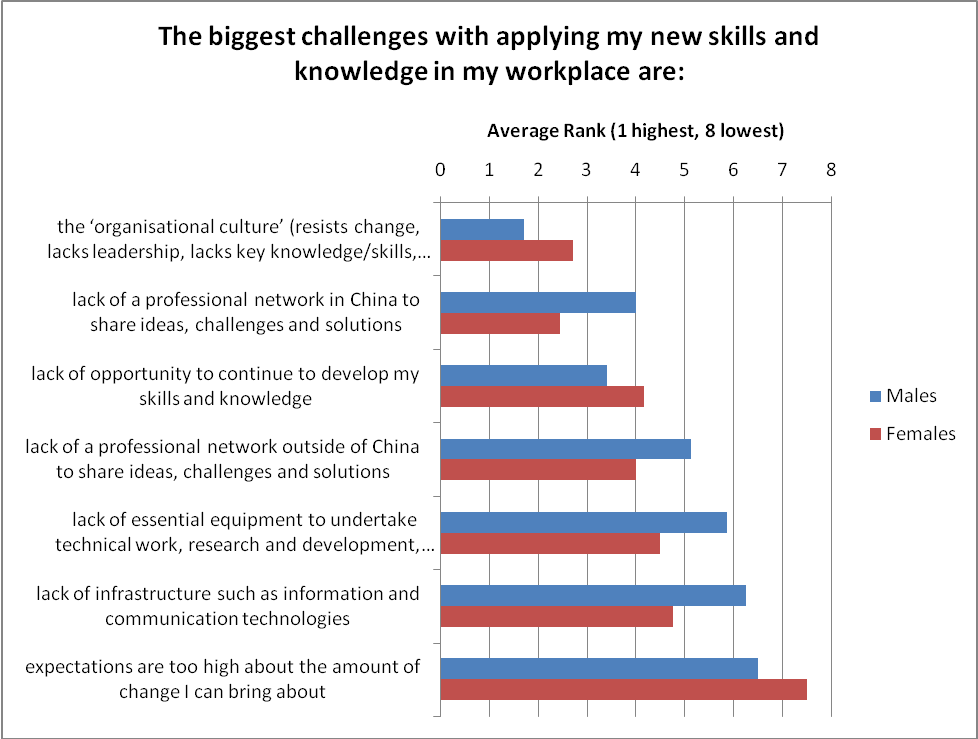 The biggest challenges with applying my new skills and
knowledge in my workplace are:
Average Rank (1 highest, 8 lowest)
0 1 2 3 4 5 6 7 8
the ‘organisational culture’ (resists change,
lacks leadership, lacks key knowledge/skills,...
lack of a professional network in China to
share ideas, challenges and solutions
lack of opportunity to continue to develop my
skills and knowledge
lack of a professional network outside of China
to share ideas, challenges and solutions
lack of essential equipment to undertake
technical work, research and development,...
lack of infrastructure such as information and
communication technologies
expectations are too high about the amount of
change I can bring about
Males
Females